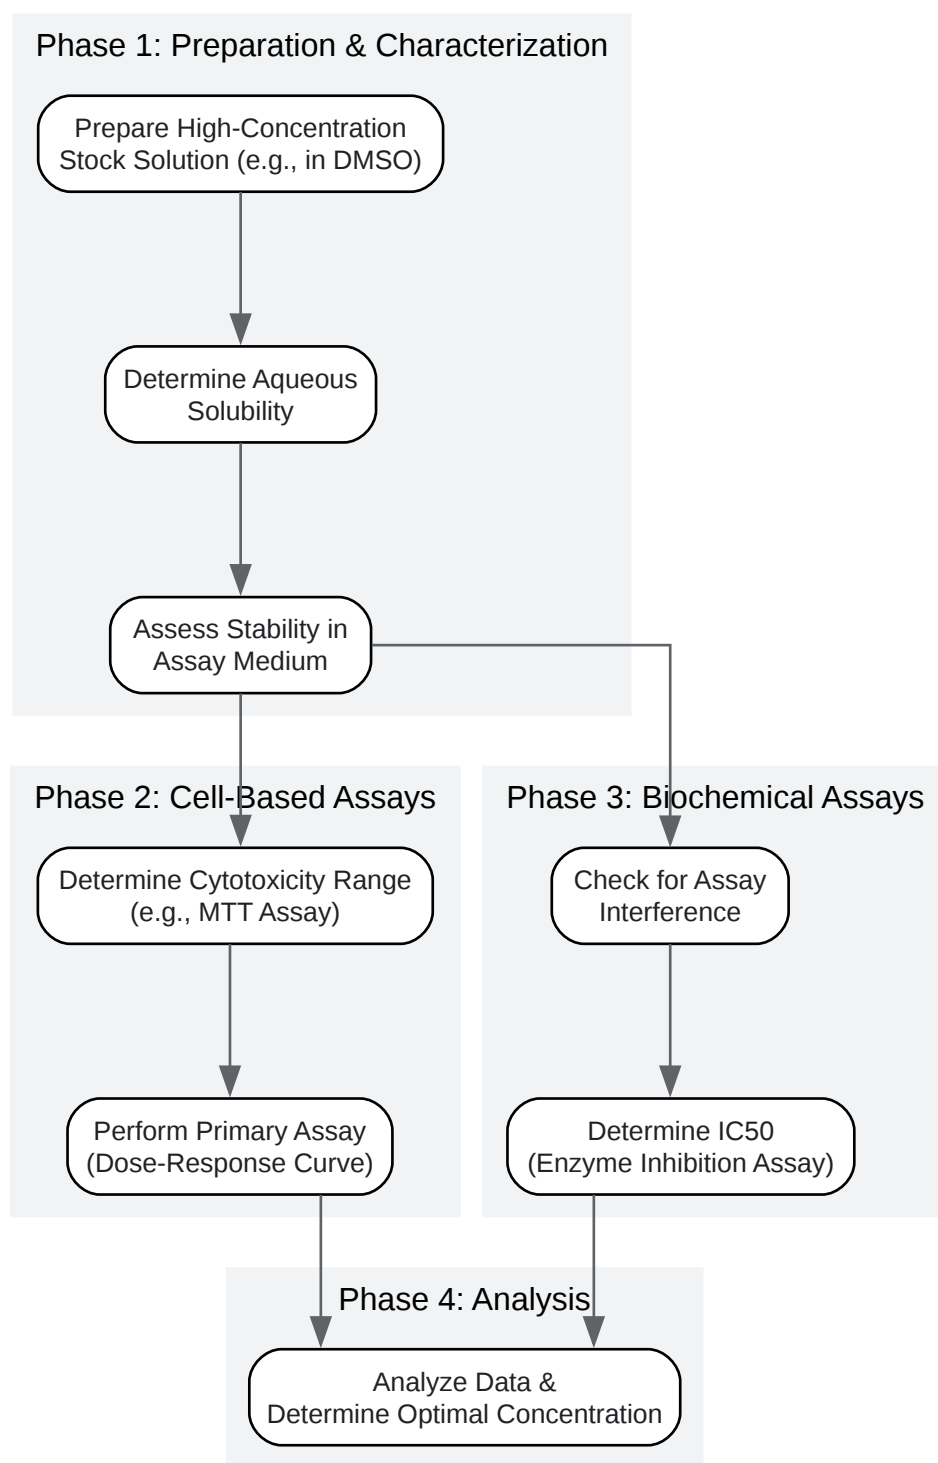 Phase 1: Preparation & Characterization
Prepare High-Concentration
Stock Solution (e.g., in DMSO)
Determine Aqueous
Solubility
Assess Stability in
Assay Medium
Phase 2: Cell-Based Assays
Determine Cytotoxicity Range
(e.g., MTT Assay)
Perform Primary Assay
(Dose-Response Curve)
Phase 3: Biochemical Assays
Check for Assay
Interference
Determine IC50
(Enzyme Inhibition Assay)
Phase 4: Analysis
Analyze Data &
Determine Optimal Concentration